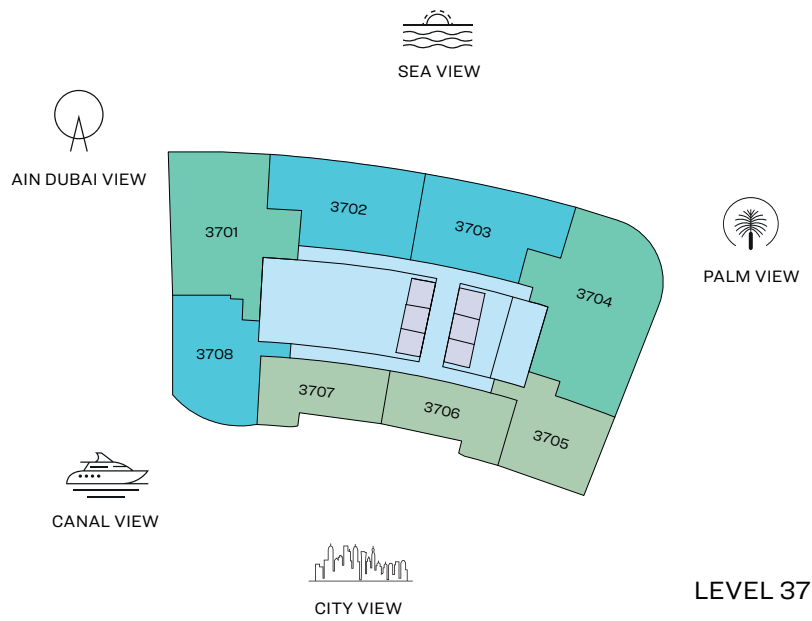 SEA VIEW
AIN DUBAI VIEW
3702
3703
3701
PALM VIEW
3704
3708
3707
3706
3705
CANAL VIEW
CITY VIEW
LEVEL 37